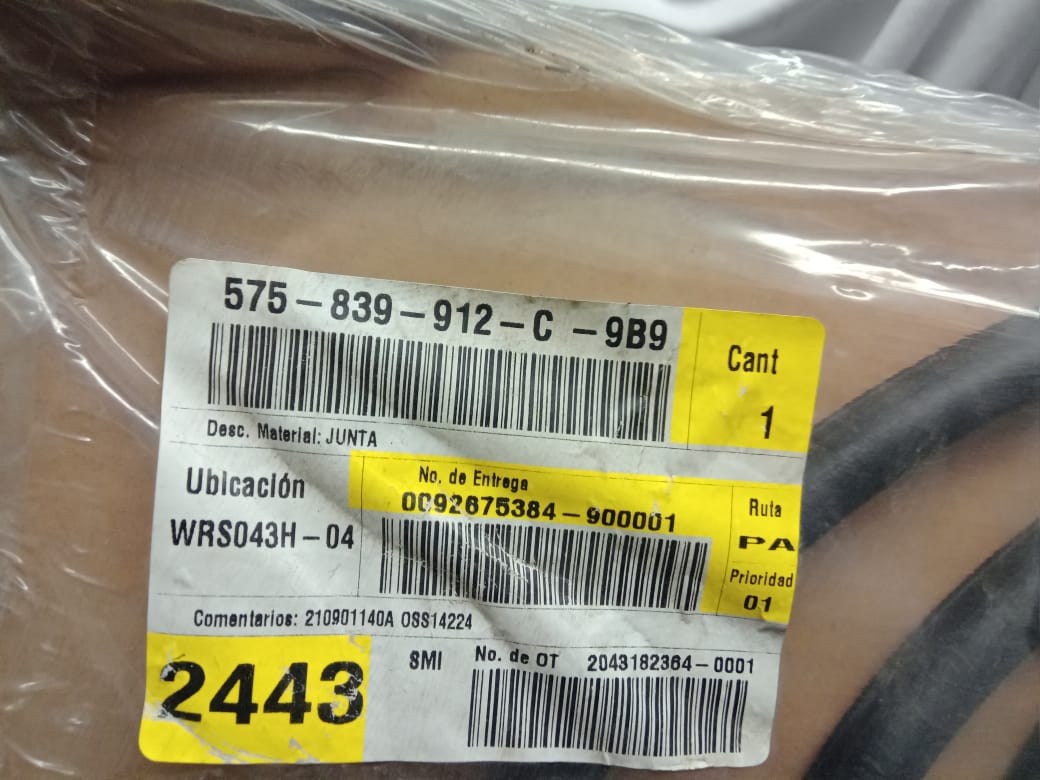 575-839-912-C -9B9
Cant
1
Desc. Material: JUNTA
Ubicación
WRS043H-04
No. de Entrega
0092675384-900001
Ruta
PA
Prioridad
01
Comentarios: 210901140A OSS14224
2443
SMI
No. de OT 2043182364-0001